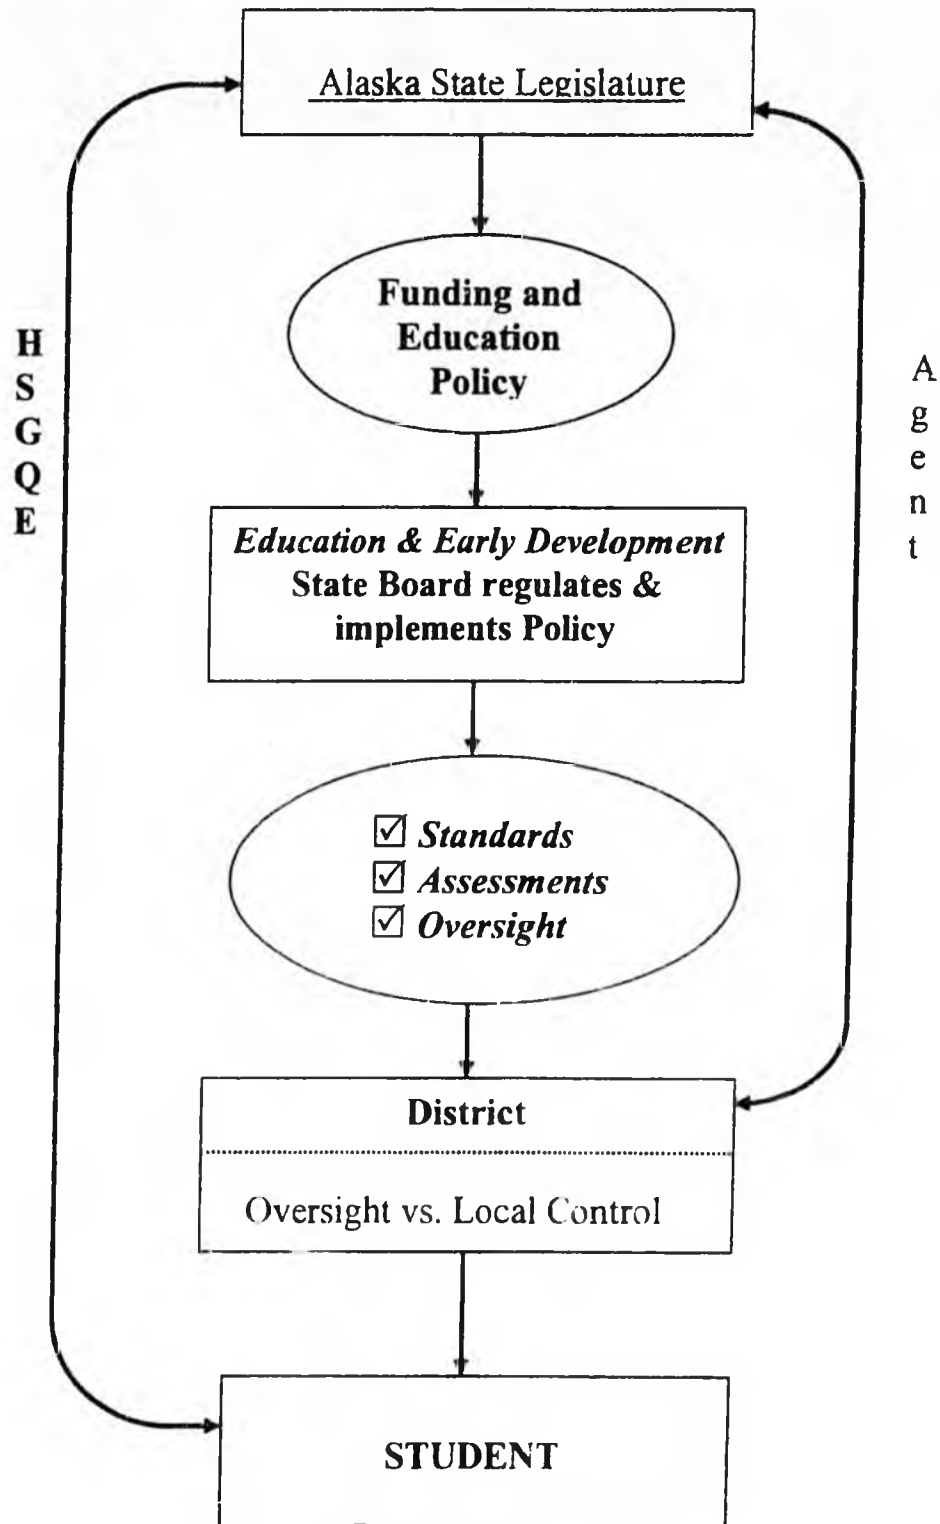 Alaska State Legislature
Funding and
Education
Policy
H
S
G
Q
E
A
g
e
n
t
Education & Early Development
State Board regulates &
implements Policy
☑ Standards
☑ Assessments
☑ Oversight
District
Oversight vs. Local Control
STUDENT